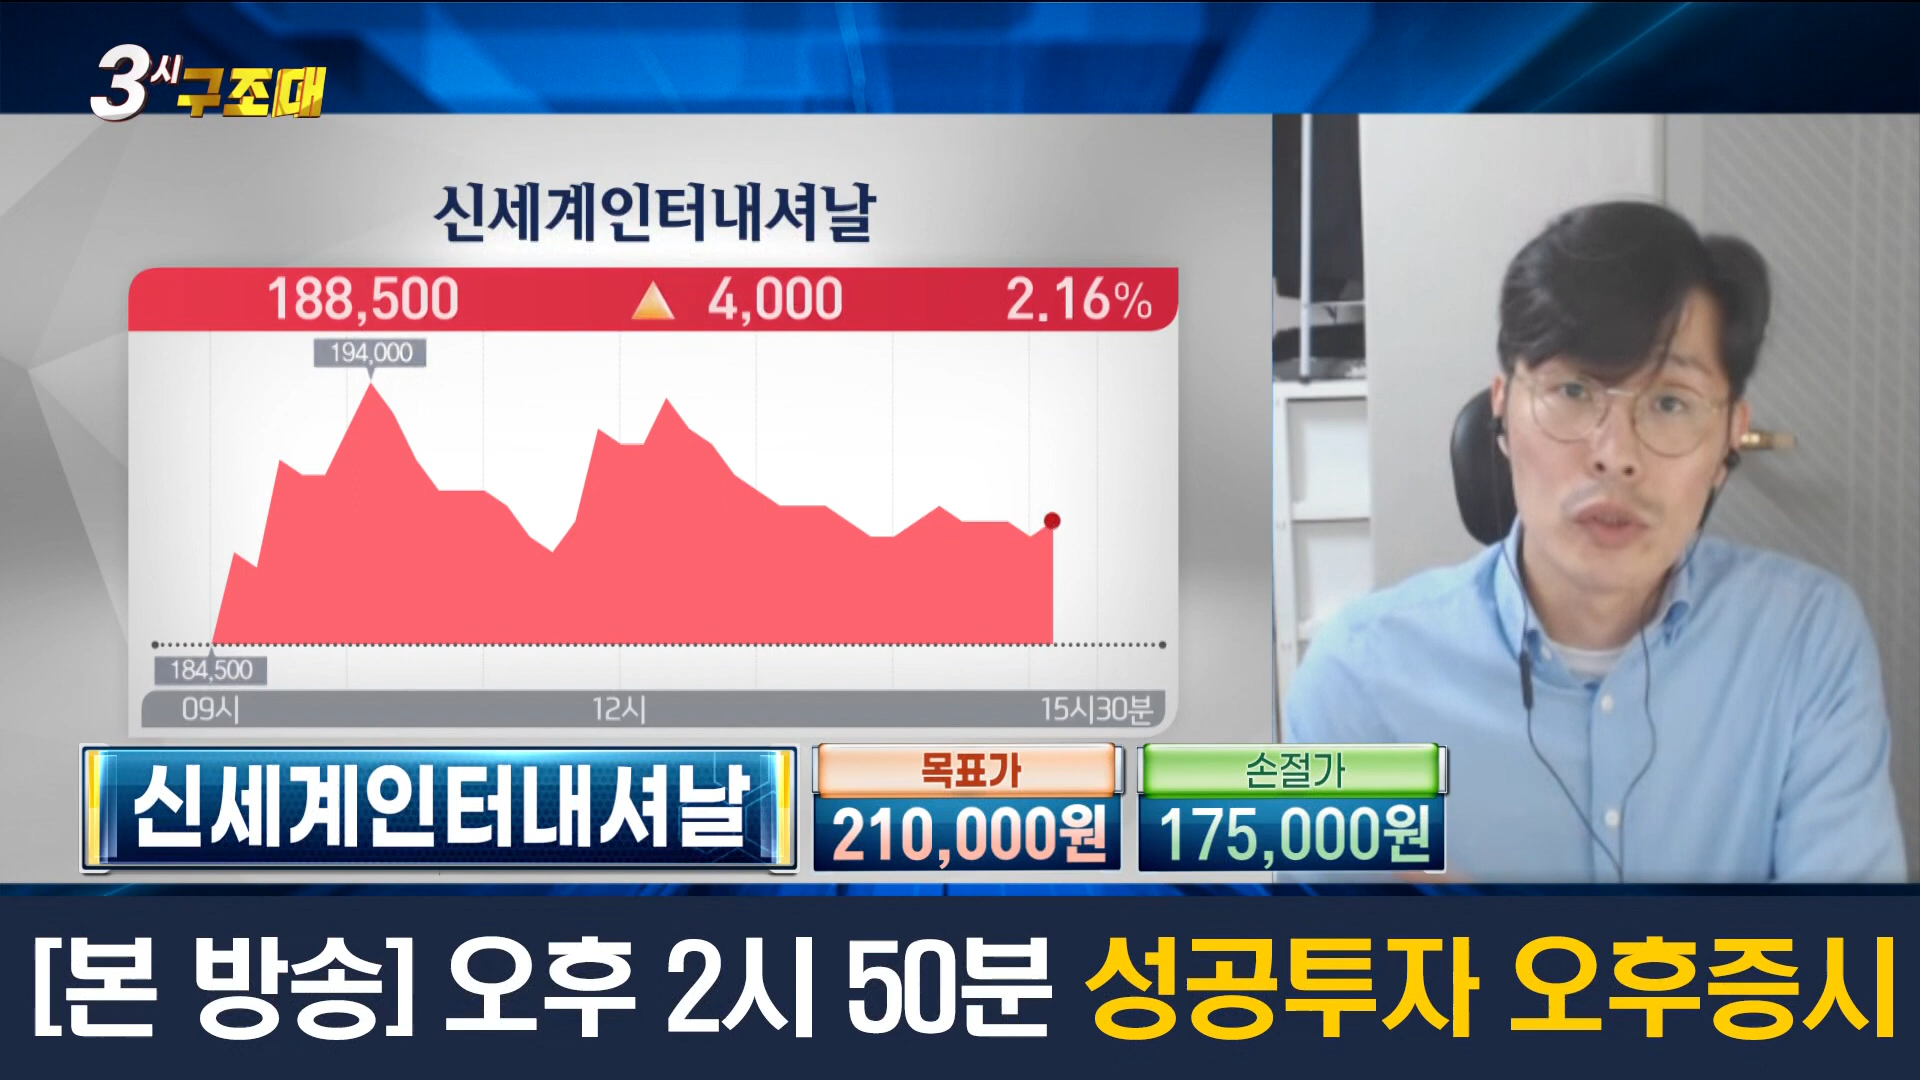 3시 구조대
신세계인터내셔날
188,500 ▲ 4,000 2.16%
194,000
184,500
09시 12시 15시30분
신세계인터내셔날
목표가
210,000원
손절가
175,000원
[본 방송] 오후 2시 50분 성공투자 오후증시